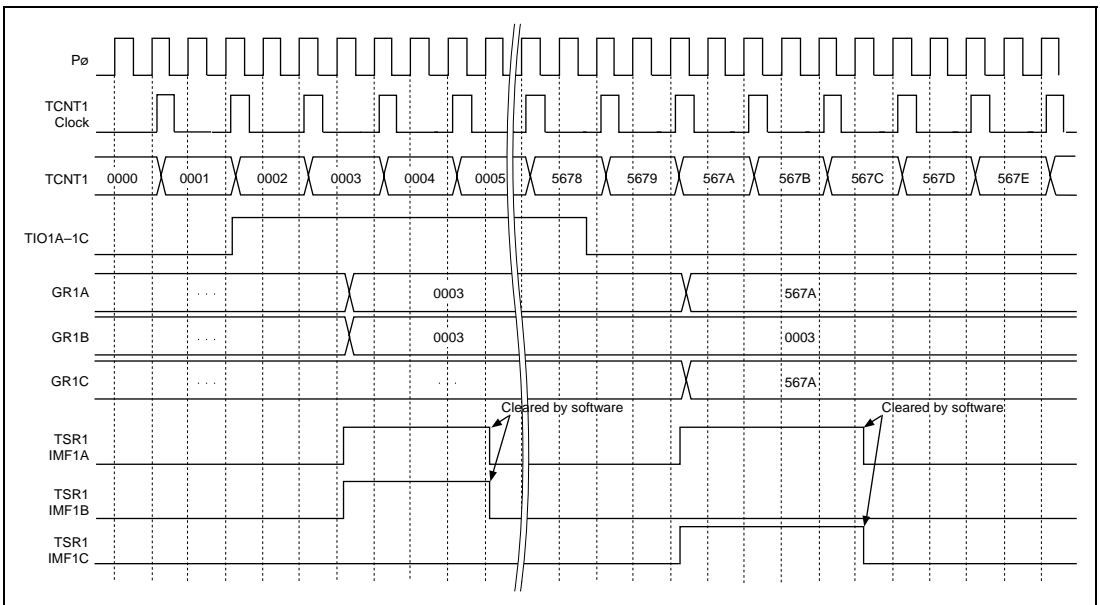 Pø
TCNT1
Clock
TCNT1 0000 0001 0002 0003 0004 0005 5678 5679 567A 567B 567C 567D 567E
TIO1A–1C
GR1A · · · 0003 567A
GR1B · · · 0003 0003
GR1C · · · · · · 567A
Cleared by software Cleared by software
TSR1
IMF1A
TSR1
IMF1B
TSR1
IMF1C